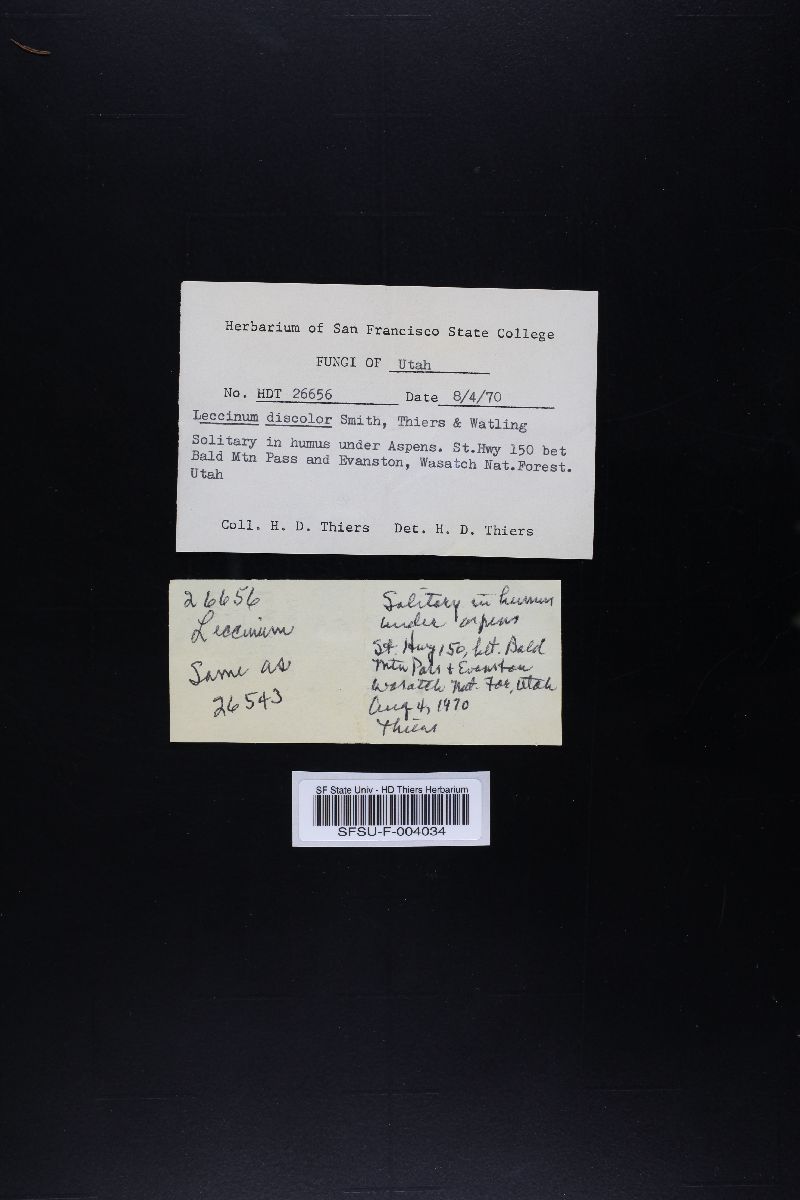 Herbarium of San Francisco State College
FUNGI OF Utah
No. HDT 26656 Date 8/4/70
Leccinum discolor Smith, Thiers & Watling
Solitary in humus under Aspens. St.Hwy 150 bet
Bald Mtn Pass and Evanston, Wasatch Nat.Forest.
Utah
Coll. H. D. Thiers Det. H. D. Thiers
26656
Leccinum
Same as
26543
Solitary in humus
under aspens
St. Hwy 150, bet. Bald
Mtn Pass + Evanston
Wasatch Nat. For, Utah
Aug 4, 1970
Thiers
SF State Univ - HD Thiers Herbarium
SFSU-F-004034